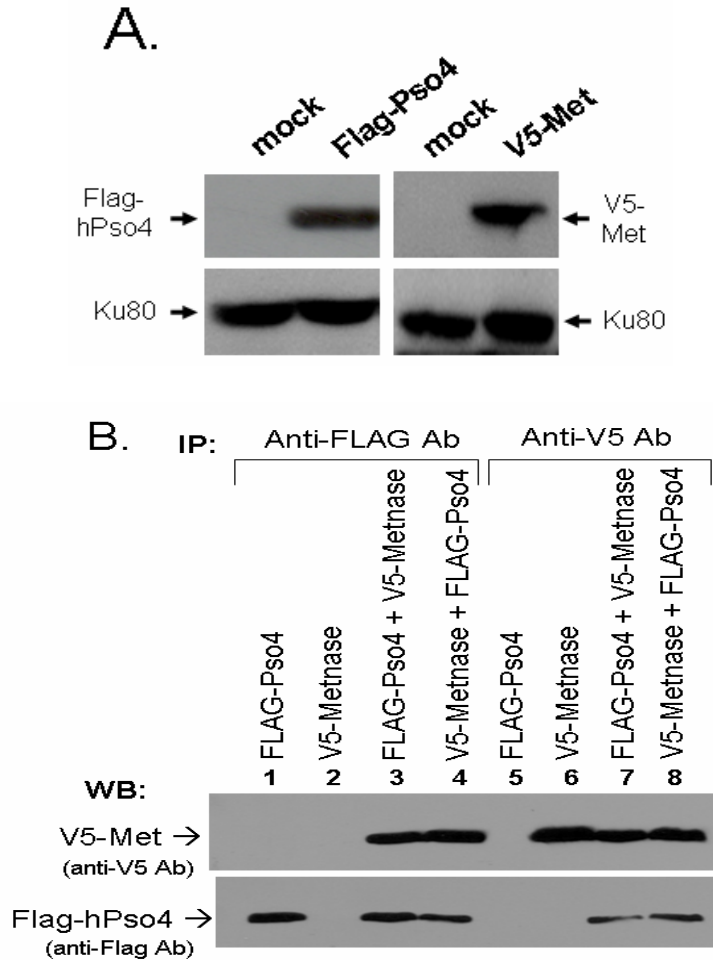 A.
mock Flag-Pso4 mock V5-Met
Flag-
hPso4
V5-
Met
Ku80
Ku80
B. IP: Anti-FLAG Ab Anti-V5 Ab
FLAG-Pso4
V5-Metnase
FLAG-Pso4 + V5-Metnase
V5-Metnase + FLAG-Pso4
FLAG-Pso4
V5-Metnase
FLAG-Pso4 + V5-Metnase
V5-Metnase + FLAG-Pso4
1 2 3 4 5 6 7 8
WB:
V5-Met
(anti-V5 Ab)
Flag-hPso4
(anti-Flag Ab)